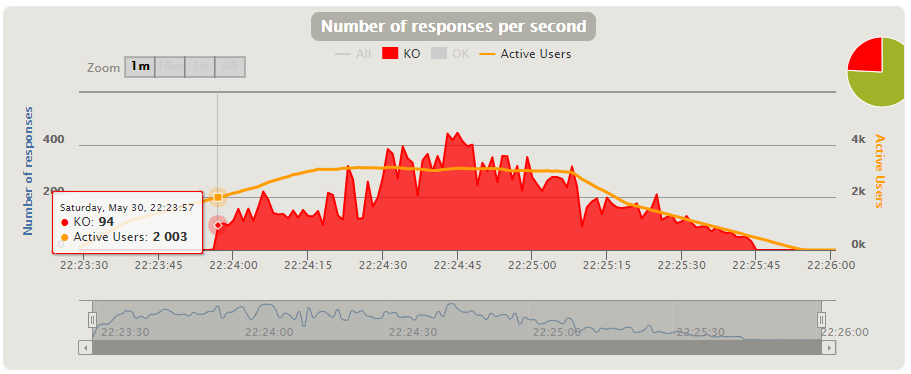 Number of responses per second
All KO OK Active Users
Zoom 1m 10m 1h All
Number of responses
400
200
0
4k
2k
0k
Active Users
Saturday, May 30, 22:23:57
KO: 94
Active Users: 2 003
22:23:30 22:23:45 22:24:00 22:24:15 22:24:30 22:24:45 22:25:00 22:25:15 22:25:30 22:25:45 22:26:00
22:23:30 22:24:00 22:24:30 22:25:00 22:25:30 22:26:00